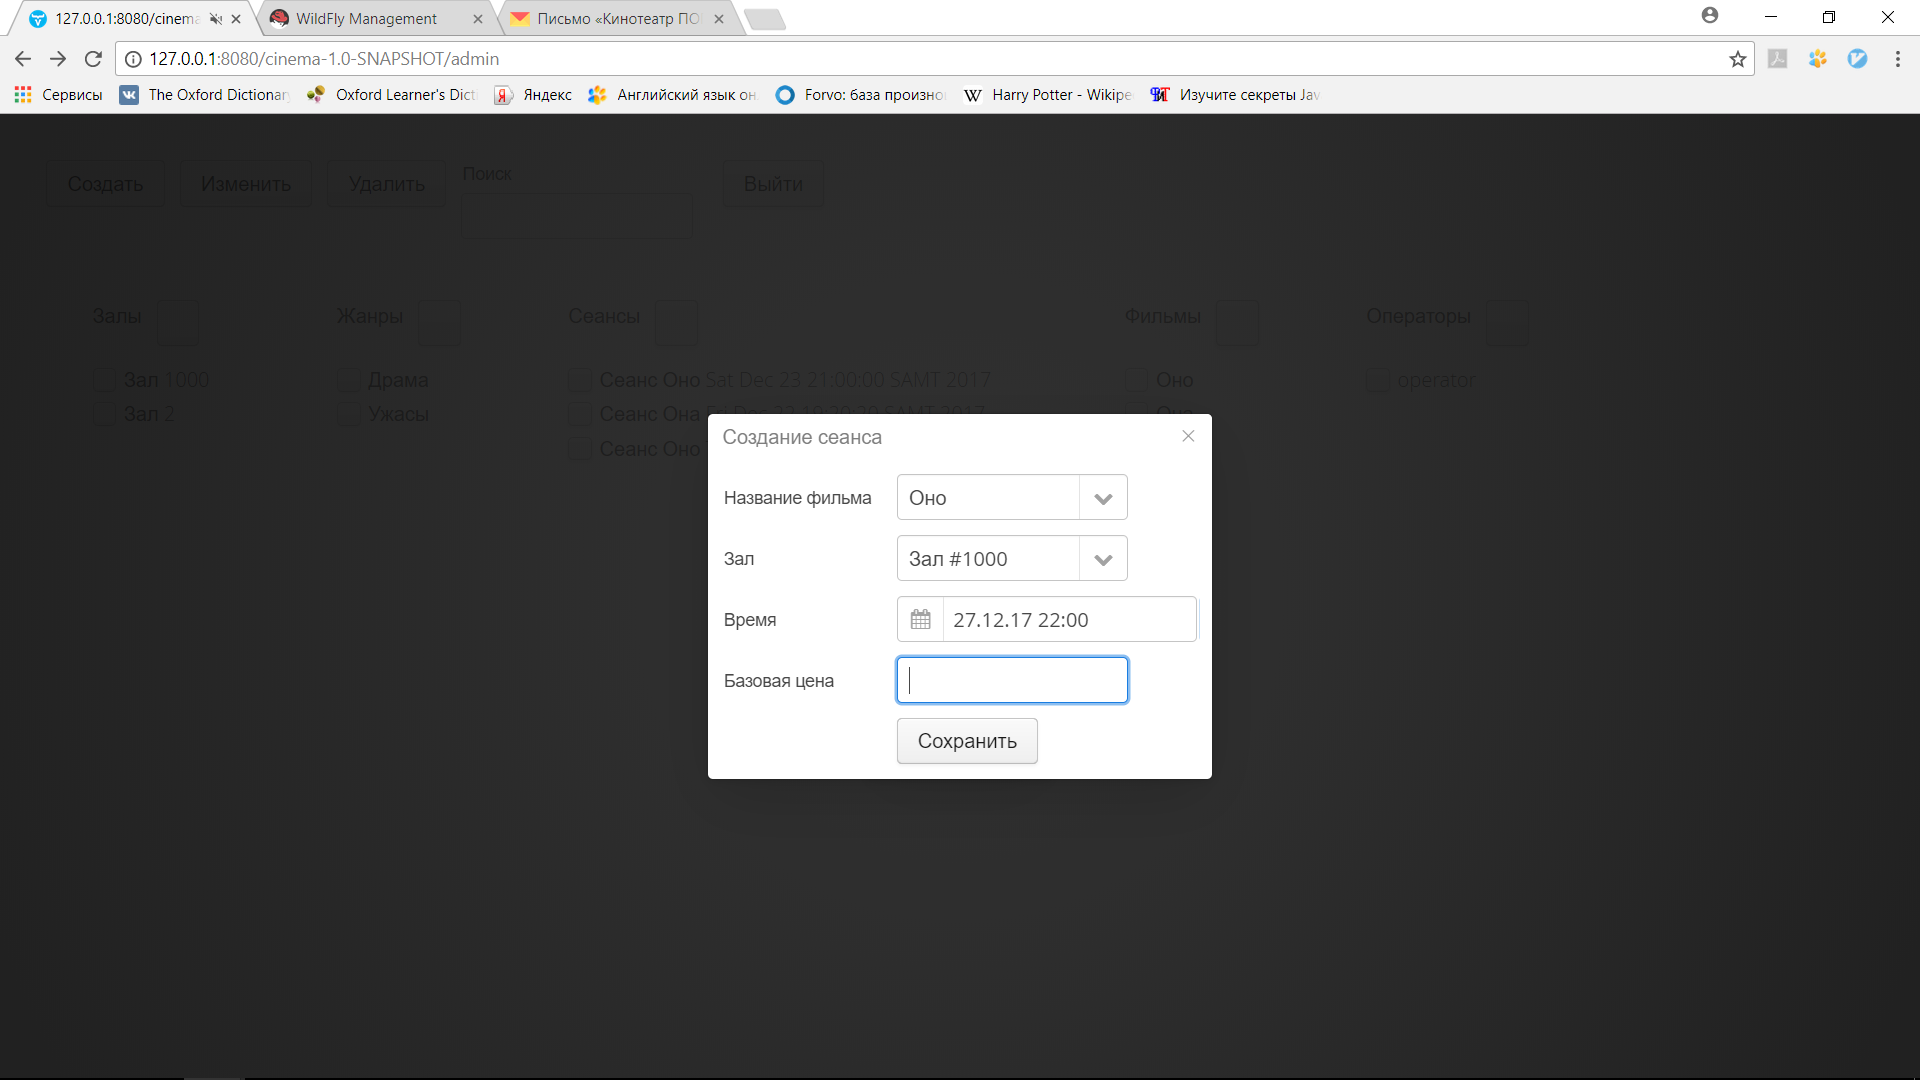 127.0.0.1:8080/cinema
WildFly Management
Письмо «Кинотеатр ПО
127.0.0.1:8080/cinema-1.0-SNAPSHOT/admin
Сервисы
The Oxford Dictionary
Oxford Learner's Dict
Яндекс
Английский язык он
Forvo: база произно
Harry Potter - Wikipe
Изучите секреты Jav
Создать
Изменить
Удалить
Поиск
Выйти
Залы
Жанры
Сеансы
Фильмы
Операторы
Зал 1000
Драма
Сеанс Оно Sat Dec 23 21:00:00 SAMT 2017
Оно
operator
Зал 2
Ужасы
Сеанс Она
Сеанс Оно
Создание сеанса
Название фильма
Оно
Зал
Зал #1000
Время
27.12.17 22:00
Базовая цена
Сохранить